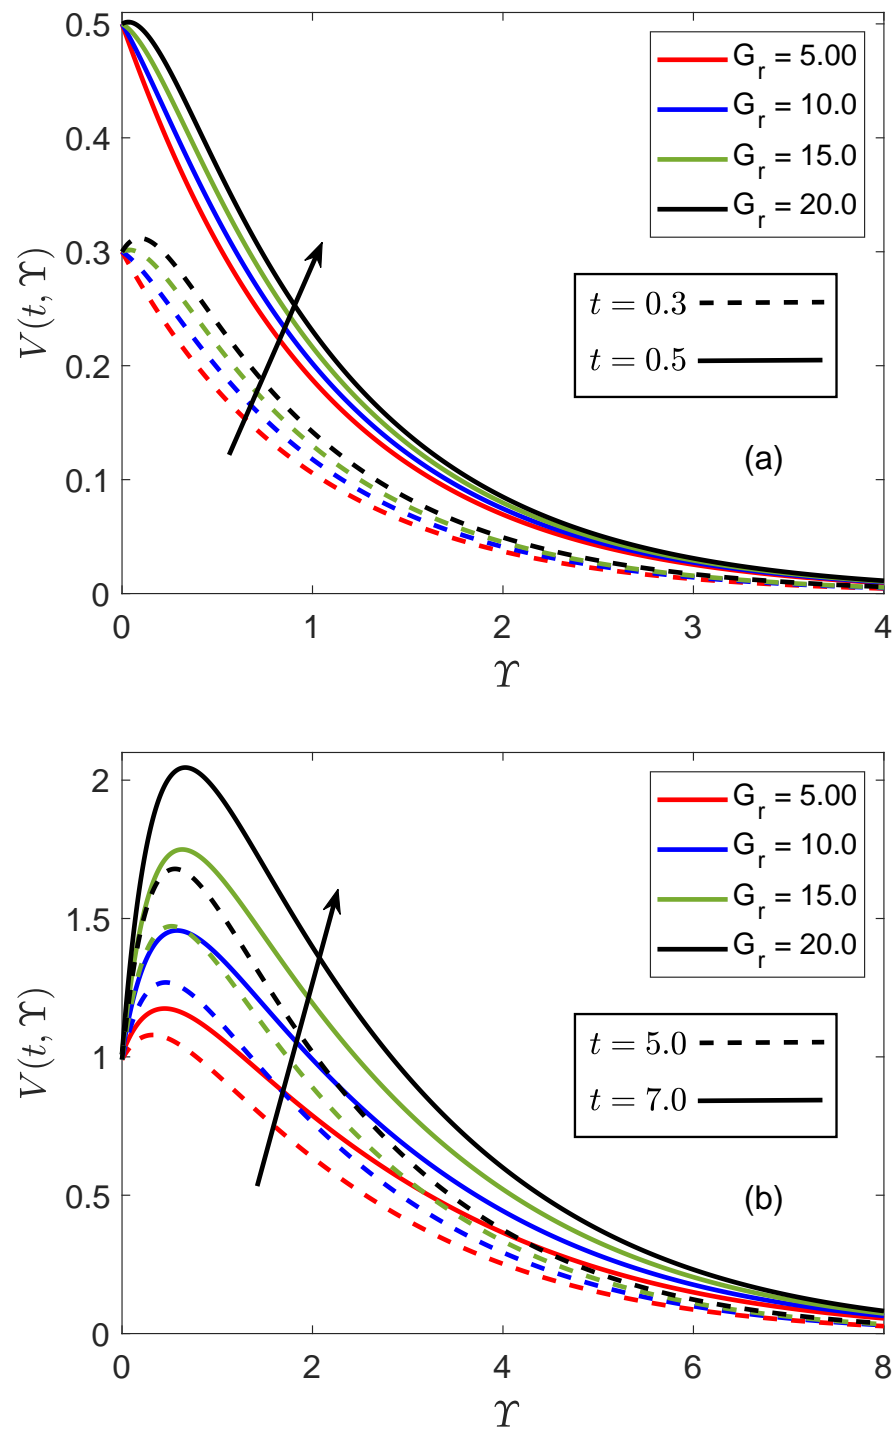 0.5
0.4
0.3
0.2
0.1
0
V(t, ϒ)
0 1 2 3 4
ϒ
G_r = 5.00
G_r = 10.0
G_r = 15.0
G_r = 20.0
t = 0.3
t = 0.5
(a)
2
1.5
1
0.5
0
V(t, ϒ)
0 2 4 6 8
ϒ
G_r = 5.00
G_r = 10.0
G_r = 15.0
G_r = 20.0
t = 5.0
t = 7.0
(b)